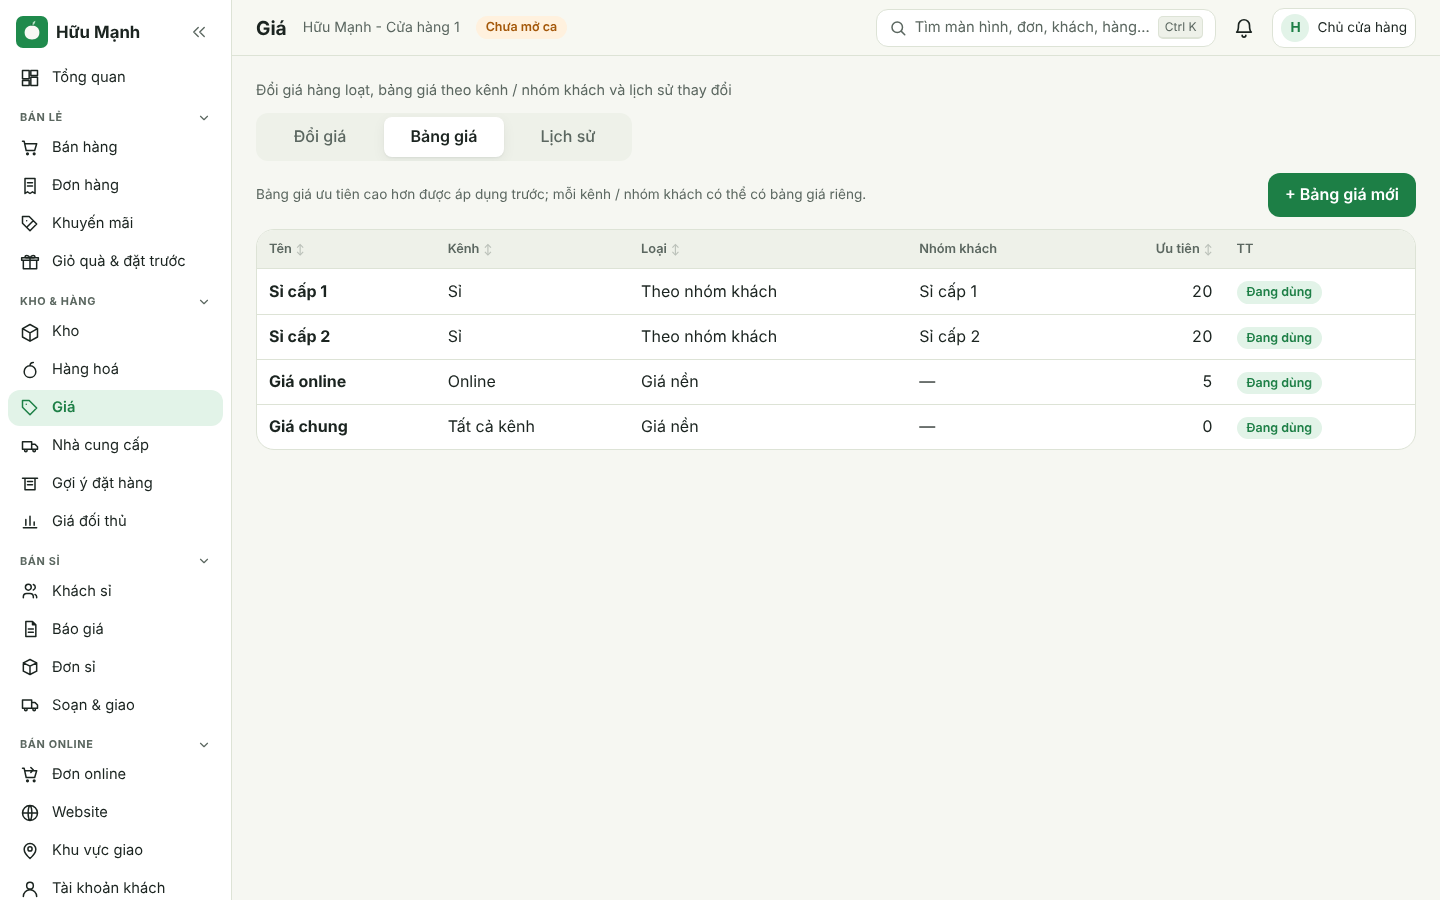 Hữu Mạnh
Tổng quan
BÁN LẺ
Bán hàng
Đơn hàng
Khuyến mãi
Giỏ quà & đặt trước
KHO & HÀNG
Kho
Hàng hoá
Giá
Nhà cung cấp
Gợi ý đặt hàng
Giá đối thủ
BÁN SỈ
Khách sỉ
Báo giá
Đơn sỉ
Soạn & giao
BÁN ONLINE
Đơn online
Website
Khu vực giao
Tài khoản khách
Giá Hữu Mạnh - Cửa hàng 1 Chưa mở ca Tìm màn hình, đơn, khách, hàng... Ctrl K H Chủ cửa hàng
Đổi giá hàng loạt, bảng giá theo kênh / nhóm khách và lịch sử thay đổi
Đổi giá Bảng giá Lịch sử
Bảng giá ưu tiên cao hơn được áp dụng trước; mỗi kênh / nhóm khách có thể có bảng giá riêng. + Bảng giá mới
Tên Kênh Loại Nhóm khách Ưu tiên TT
Sỉ cấp 1 Sỉ Theo nhóm khách Sỉ cấp 1 20 Đang dùng
Sỉ cấp 2 Sỉ Theo nhóm khách Sỉ cấp 2 20 Đang dùng
Giá online Online Giá nền — 5 Đang dùng
Giá chung Tất cả kênh Giá nền — 0 Đang dùng